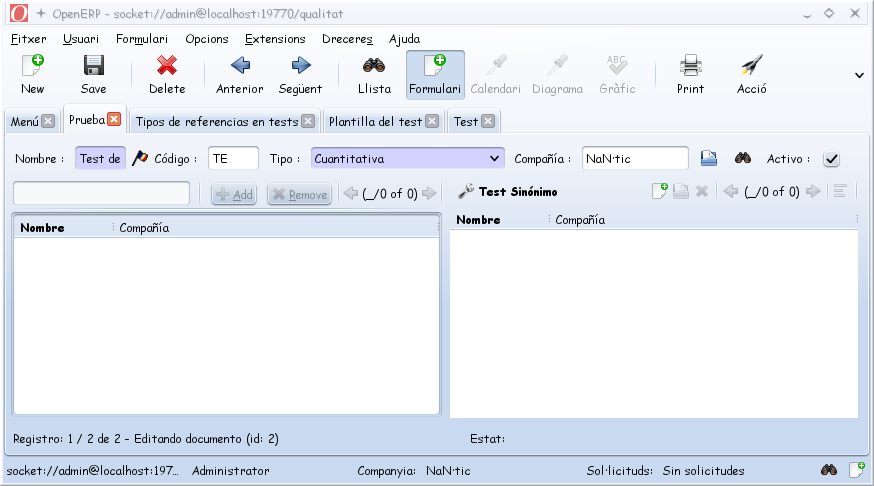 OpenERP - socket://admin@localhost:19770/qualitat
Fitxer Usuari Formulari Opcions Extensions Dreceres Ajuda
New Save Delete Anterior Següent Llista Formulari Calendari Diagrama Gràfic Print Acció
ABC
Menú Prueba Tipos de referencias en tests Plantilla del test Test
Nombre : Test de Código : TE Tipo : Cuantitativa Compañía : NaN·tic Activo :
Add Remove (_/0 of 0) Test Sinónimo (_/0 of 0)
Nombre Compañía Nombre Compañía
Registro: 1 / 2 de 2 - Editando documento (id: 2) Estat:
socket://admin@localhost:197... Administrator Companyia: NaN·tic Sol·licituds: Sin solicitudes